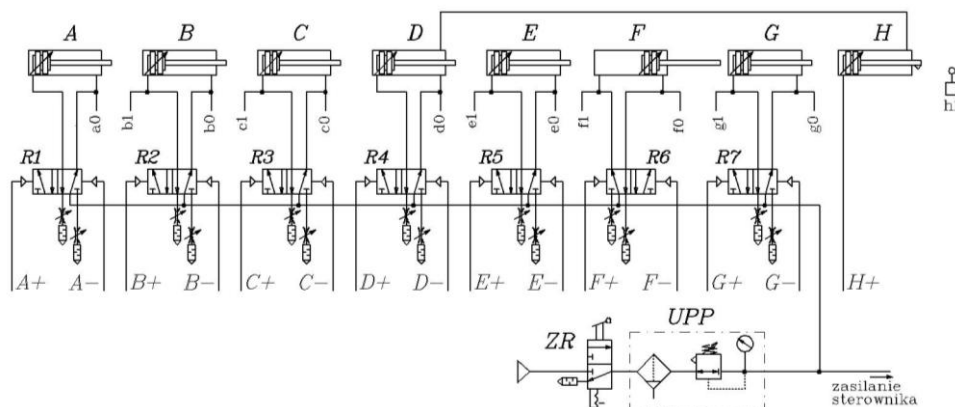 A B C D E F G H
a0 b1 b0 c1 c0 d0 e1 e0 f1 f0 g1 g0
R1 R2 R3 R4 R5 R6 R7
A+ A− B+ B− C+ C− D+ D− E+ E− F+ F− G+ G− H+
ZR UPP
zasilanie
sterownika